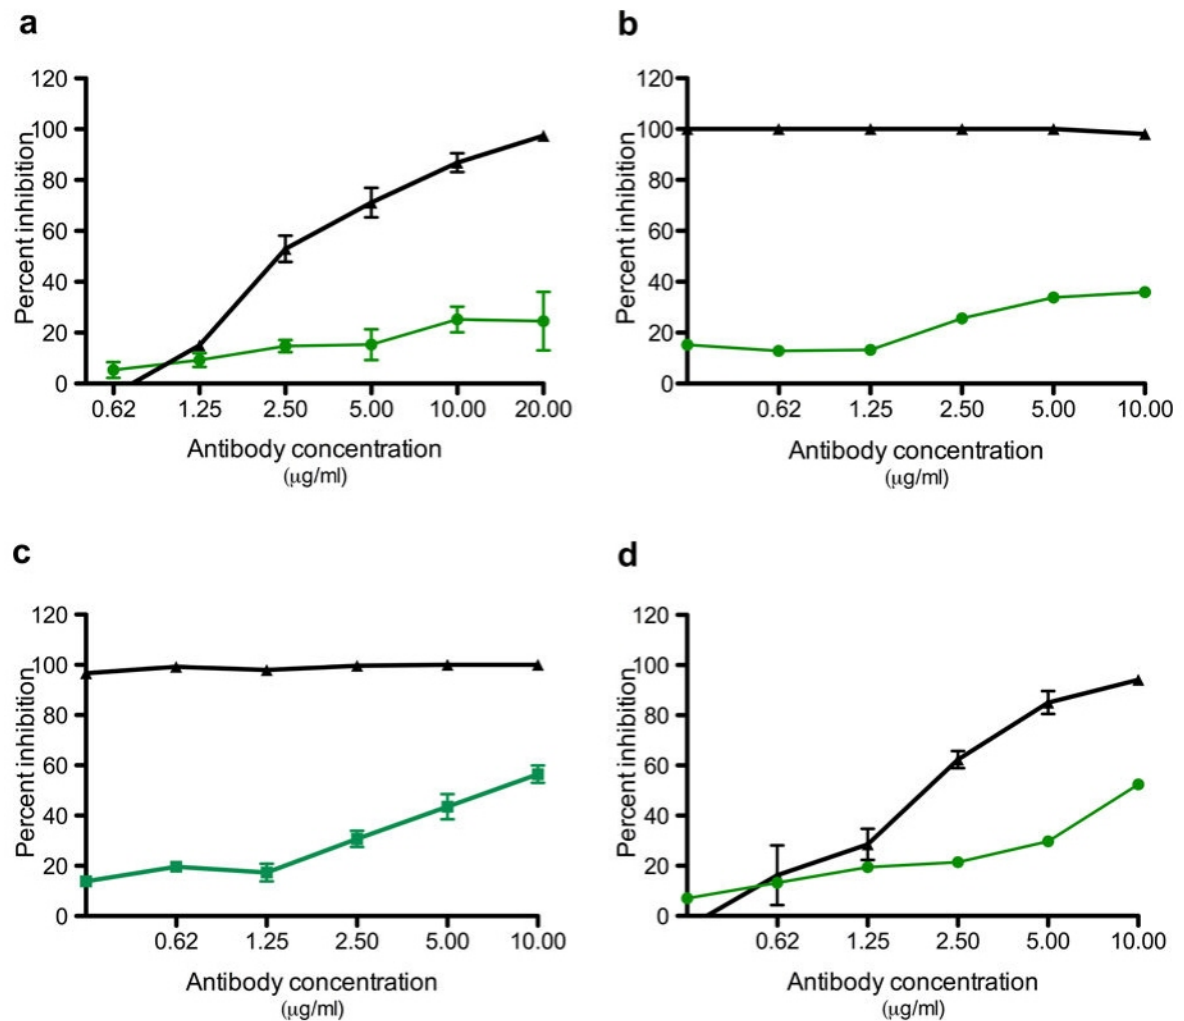 a
120
100
80
60
40
20
0
Percent inhibition
0.62 1.25 2.50 5.00 10.00 20.00
Antibody concentration
(μg/ml)
b
120
100
80
60
40
20
0
Percent inhibition
0.62 1.25 2.50 5.00 10.00
Antibody concentration
(μg/ml)
c
120
100
80
60
40
20
0
Percent inhibition
0.62 1.25 2.50 5.00 10.00
Antibody concentration
(μg/ml)
d
120
100
80
60
40
20
0
Percent inhibition
0.62 1.25 2.50 5.00 10.00
Antibody concentration
(μg/ml)